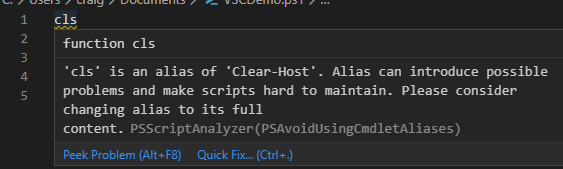 C: > Users > craig > Documents > VSCDemo.ps1 > ...
1 cls
2 function cls
3 'cls' is an alias of 'Clear-Host'. Alias can introduce possible
4 problems and make scripts hard to maintain. Please consider
5 changing alias to its full
content. PSScriptAnalyzer(PSAvoidUsingCmdletAliases)
Peek Problem (Alt+F8) Quick Fix... (Ctrl+.)